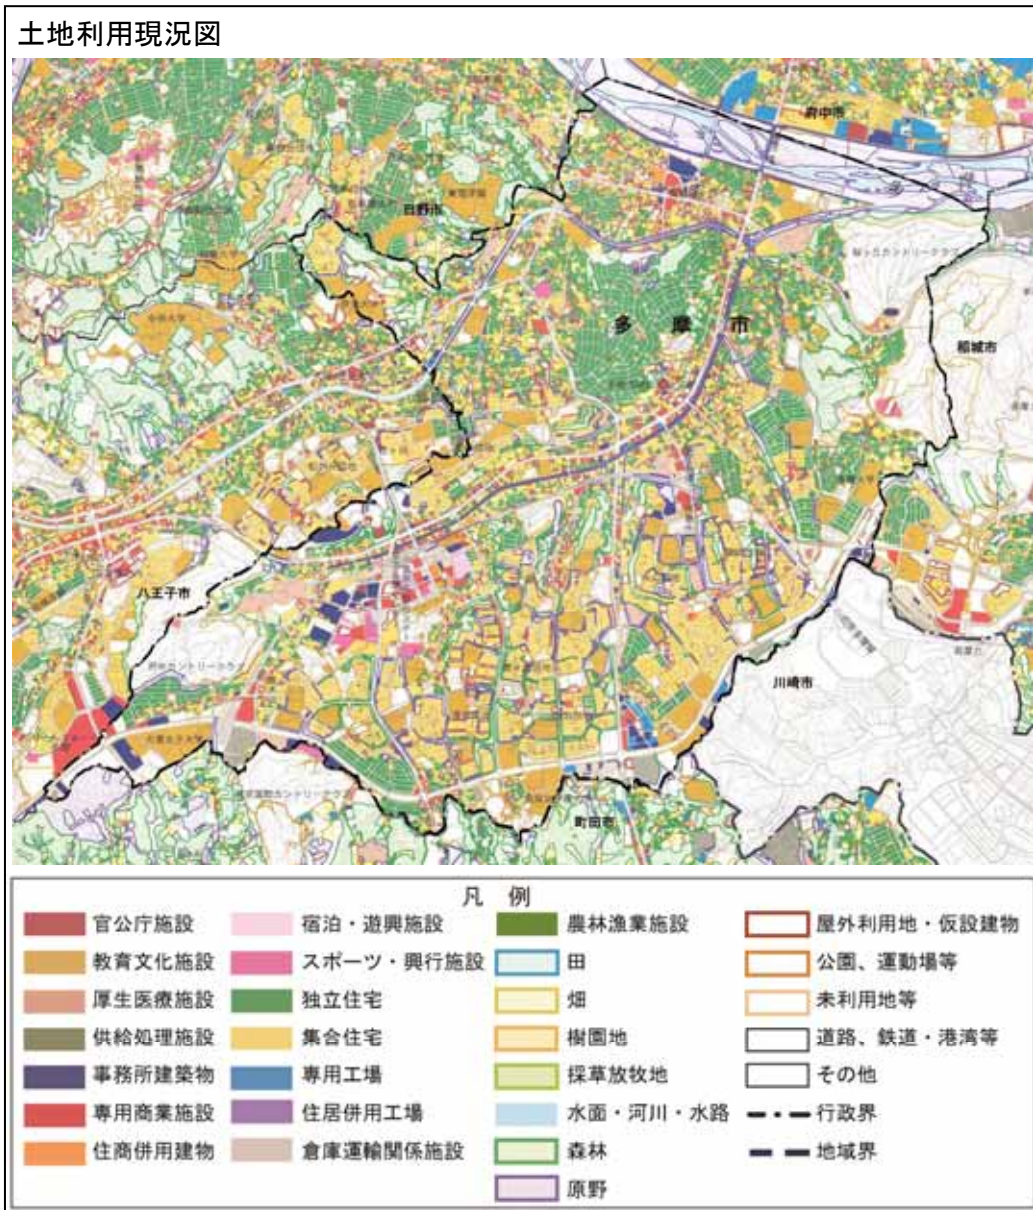 土地利用現況図
府中市
日野市
多 摩 市
稲城市
八王子市
川崎市
町田市
凡 例
官公庁施設
教育文化施設
厚生医療施設
供給処理施設
事務所建築物
専用商業施設
住商併用建物
宿泊・遊興施設
スポーツ・興行施設
独立住宅
集合住宅
専用工場
住居併用工場
倉庫運輸関係施設
農林漁業施設
田
畑
樹園地
採草放牧地
水面・河川・水路
森林
原野
屋外利用地・仮設建物
公園、運動場等
未利用地等
道路、鉄道・港湾等
その他
行政界
地域界